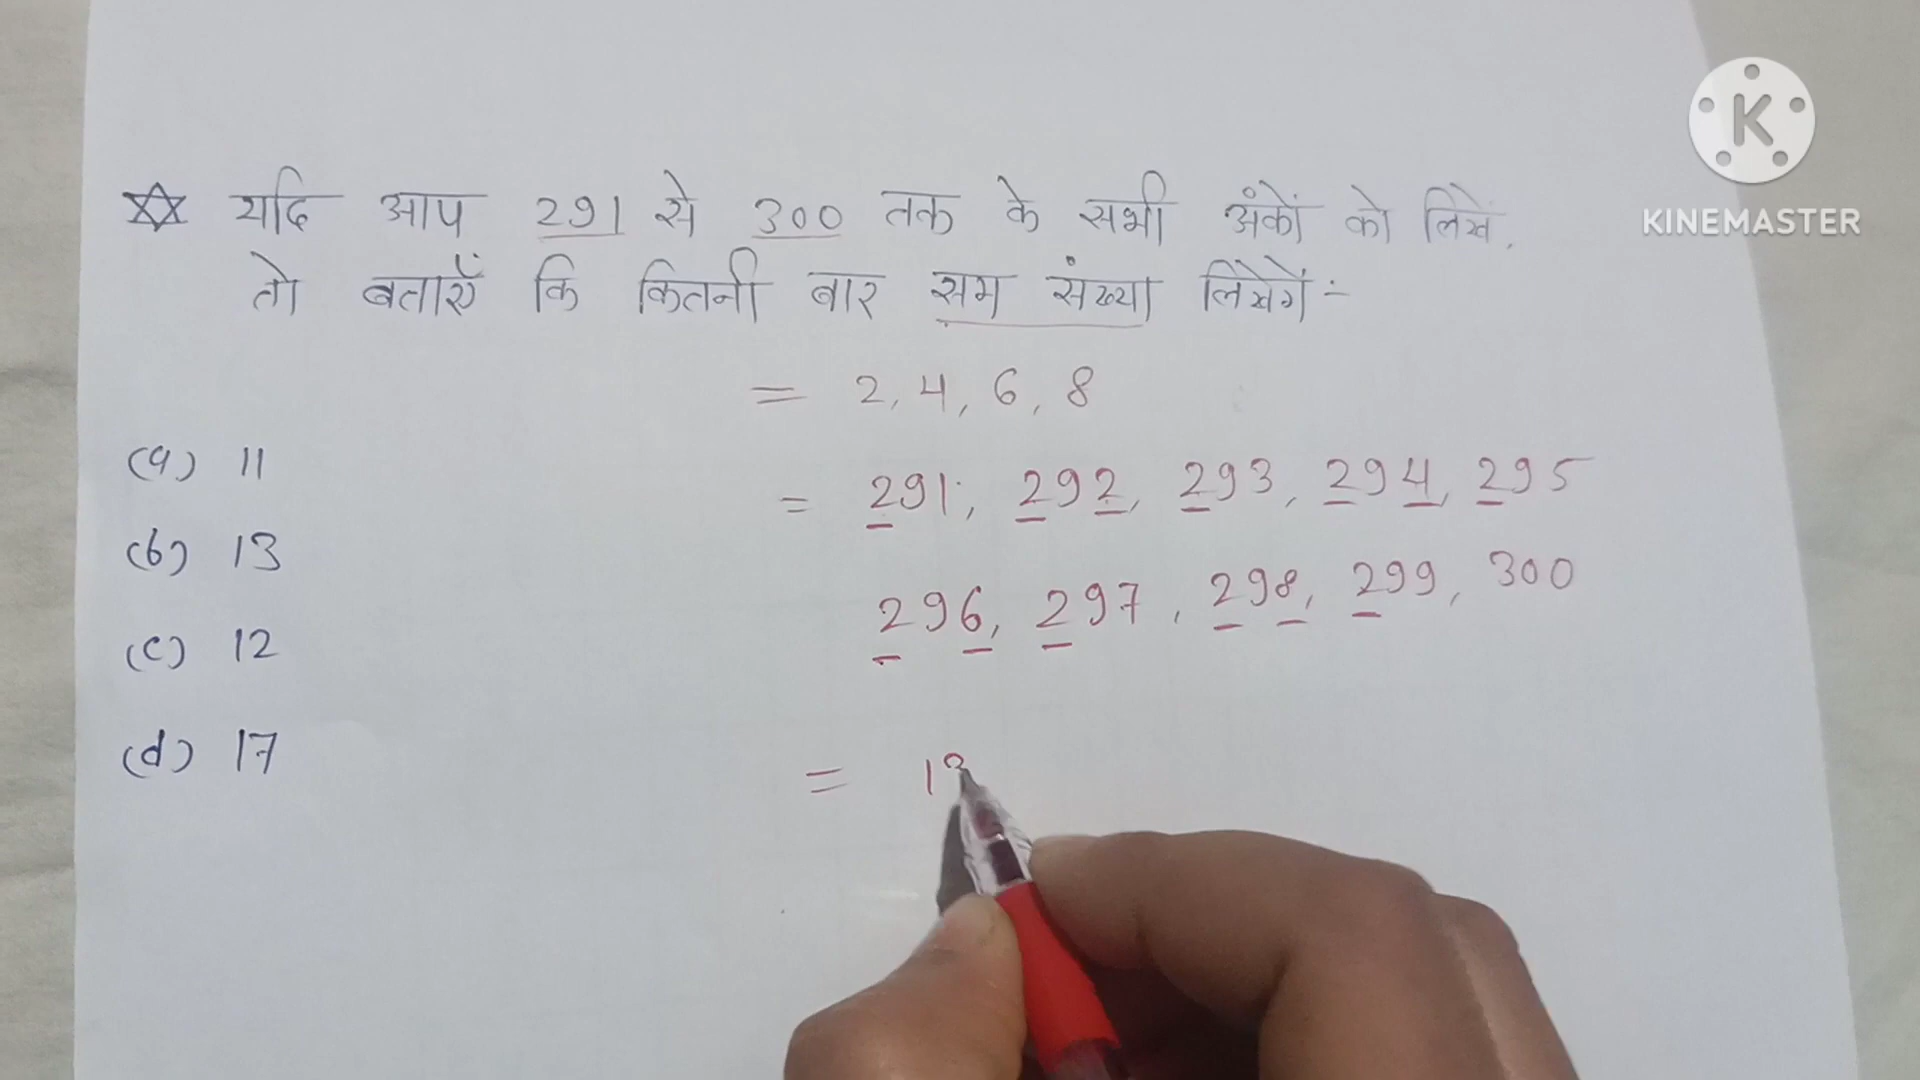 KINEMASTER
☆ यदि आप 291 से 300 तक के सभी अंकों को लिखें.
तो बताएँ कि कितनी बार सम संख्या लिखेगें :-
= 2, 4, 6, 8
(a) 11
= 291, 292, 293, 294, 295
(b) 13
296, 297, 298, 299, 300
(c) 12
(d) 17
= 13